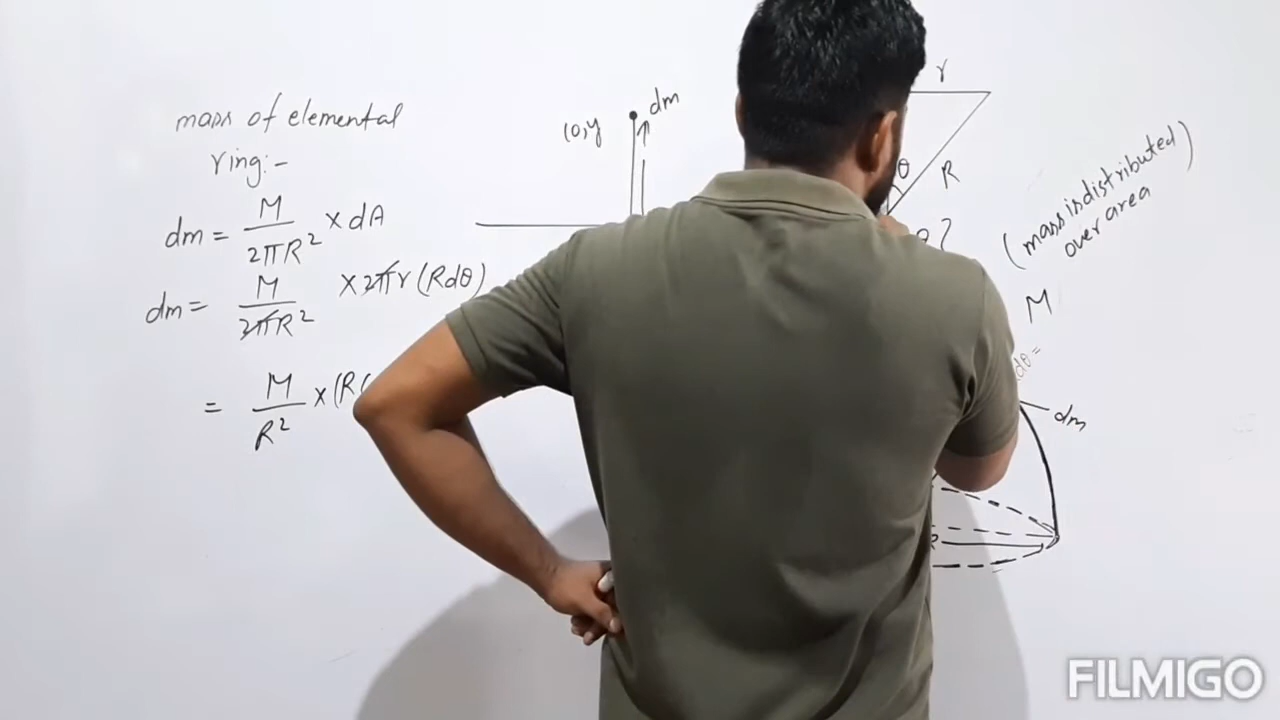 mass of elemental
ring:-
dm = M/2πR² × dA
dm = M/2πR² × 2πr (Rdθ)
= M/R² × (R
dm
(0,y
r
θ
R
(mass is distributed
over area)
M
dθ =
dm
FILMIGO